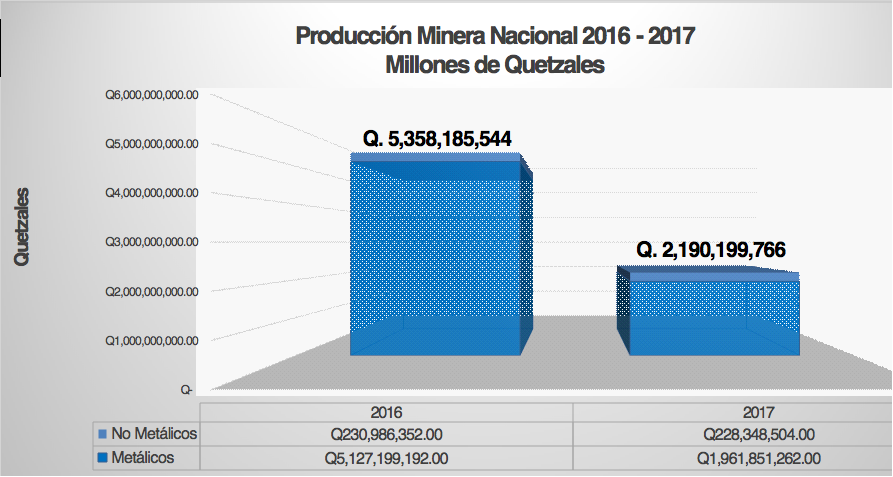 Producción Minera Nacional 2016 - 2017
Millones de Quetzales
Quetzales
Q6,000,000,000.00
Q5,000,000,000.00
Q4,000,000,000.00
Q3,000,000,000.00
Q2,000,000,000.00
Q1,000,000,000.00
Q-
Q. 5,358,185,544
Q. 2,190,199,766
2016 2017
No Metálicos Q230,986,352.00 Q228,348,504.00
Metálicos Q5,127,199,192.00 Q1,961,851,262.00